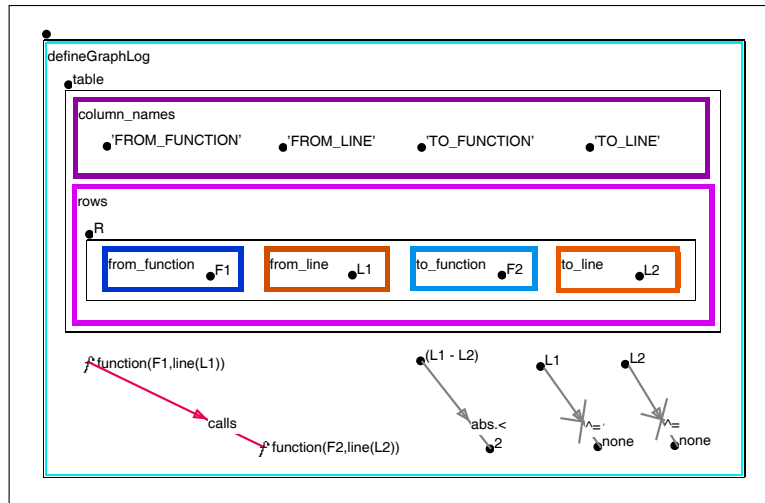 defineGraphLog
table
column_names
'FROM_FUNCTION' 'FROM_LINE' 'TO_FUNCTION' 'TO_LINE'
rows
R
from_function F1 from_line L1 to_function F2 to_line L2
function(F1,line(L1)) (L1 - L2) L1 L2
calls abs.< ^= ^=
function(F2,line(L2)) 2 none none